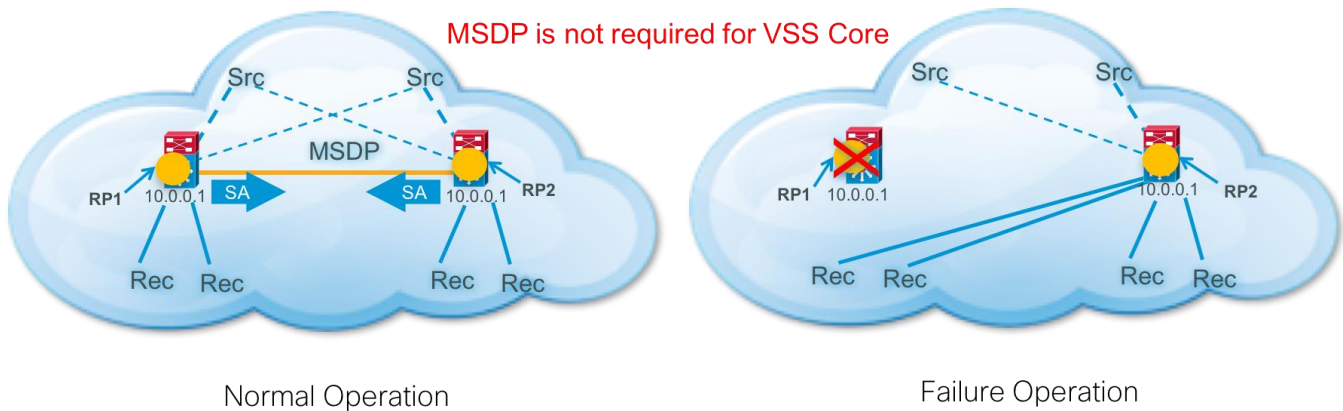 MSDP is not required for VSS Core
Src
Src
MSDP
RP1
10.0.0.1
SA
SA
10.0.0.1
RP2
Rec
Rec
Rec
Rec
Normal Operation
Src
Src
RP1
10.0.0.1
10.0.0.1
RP2
Rec
Rec
Rec
Rec
Failure Operation